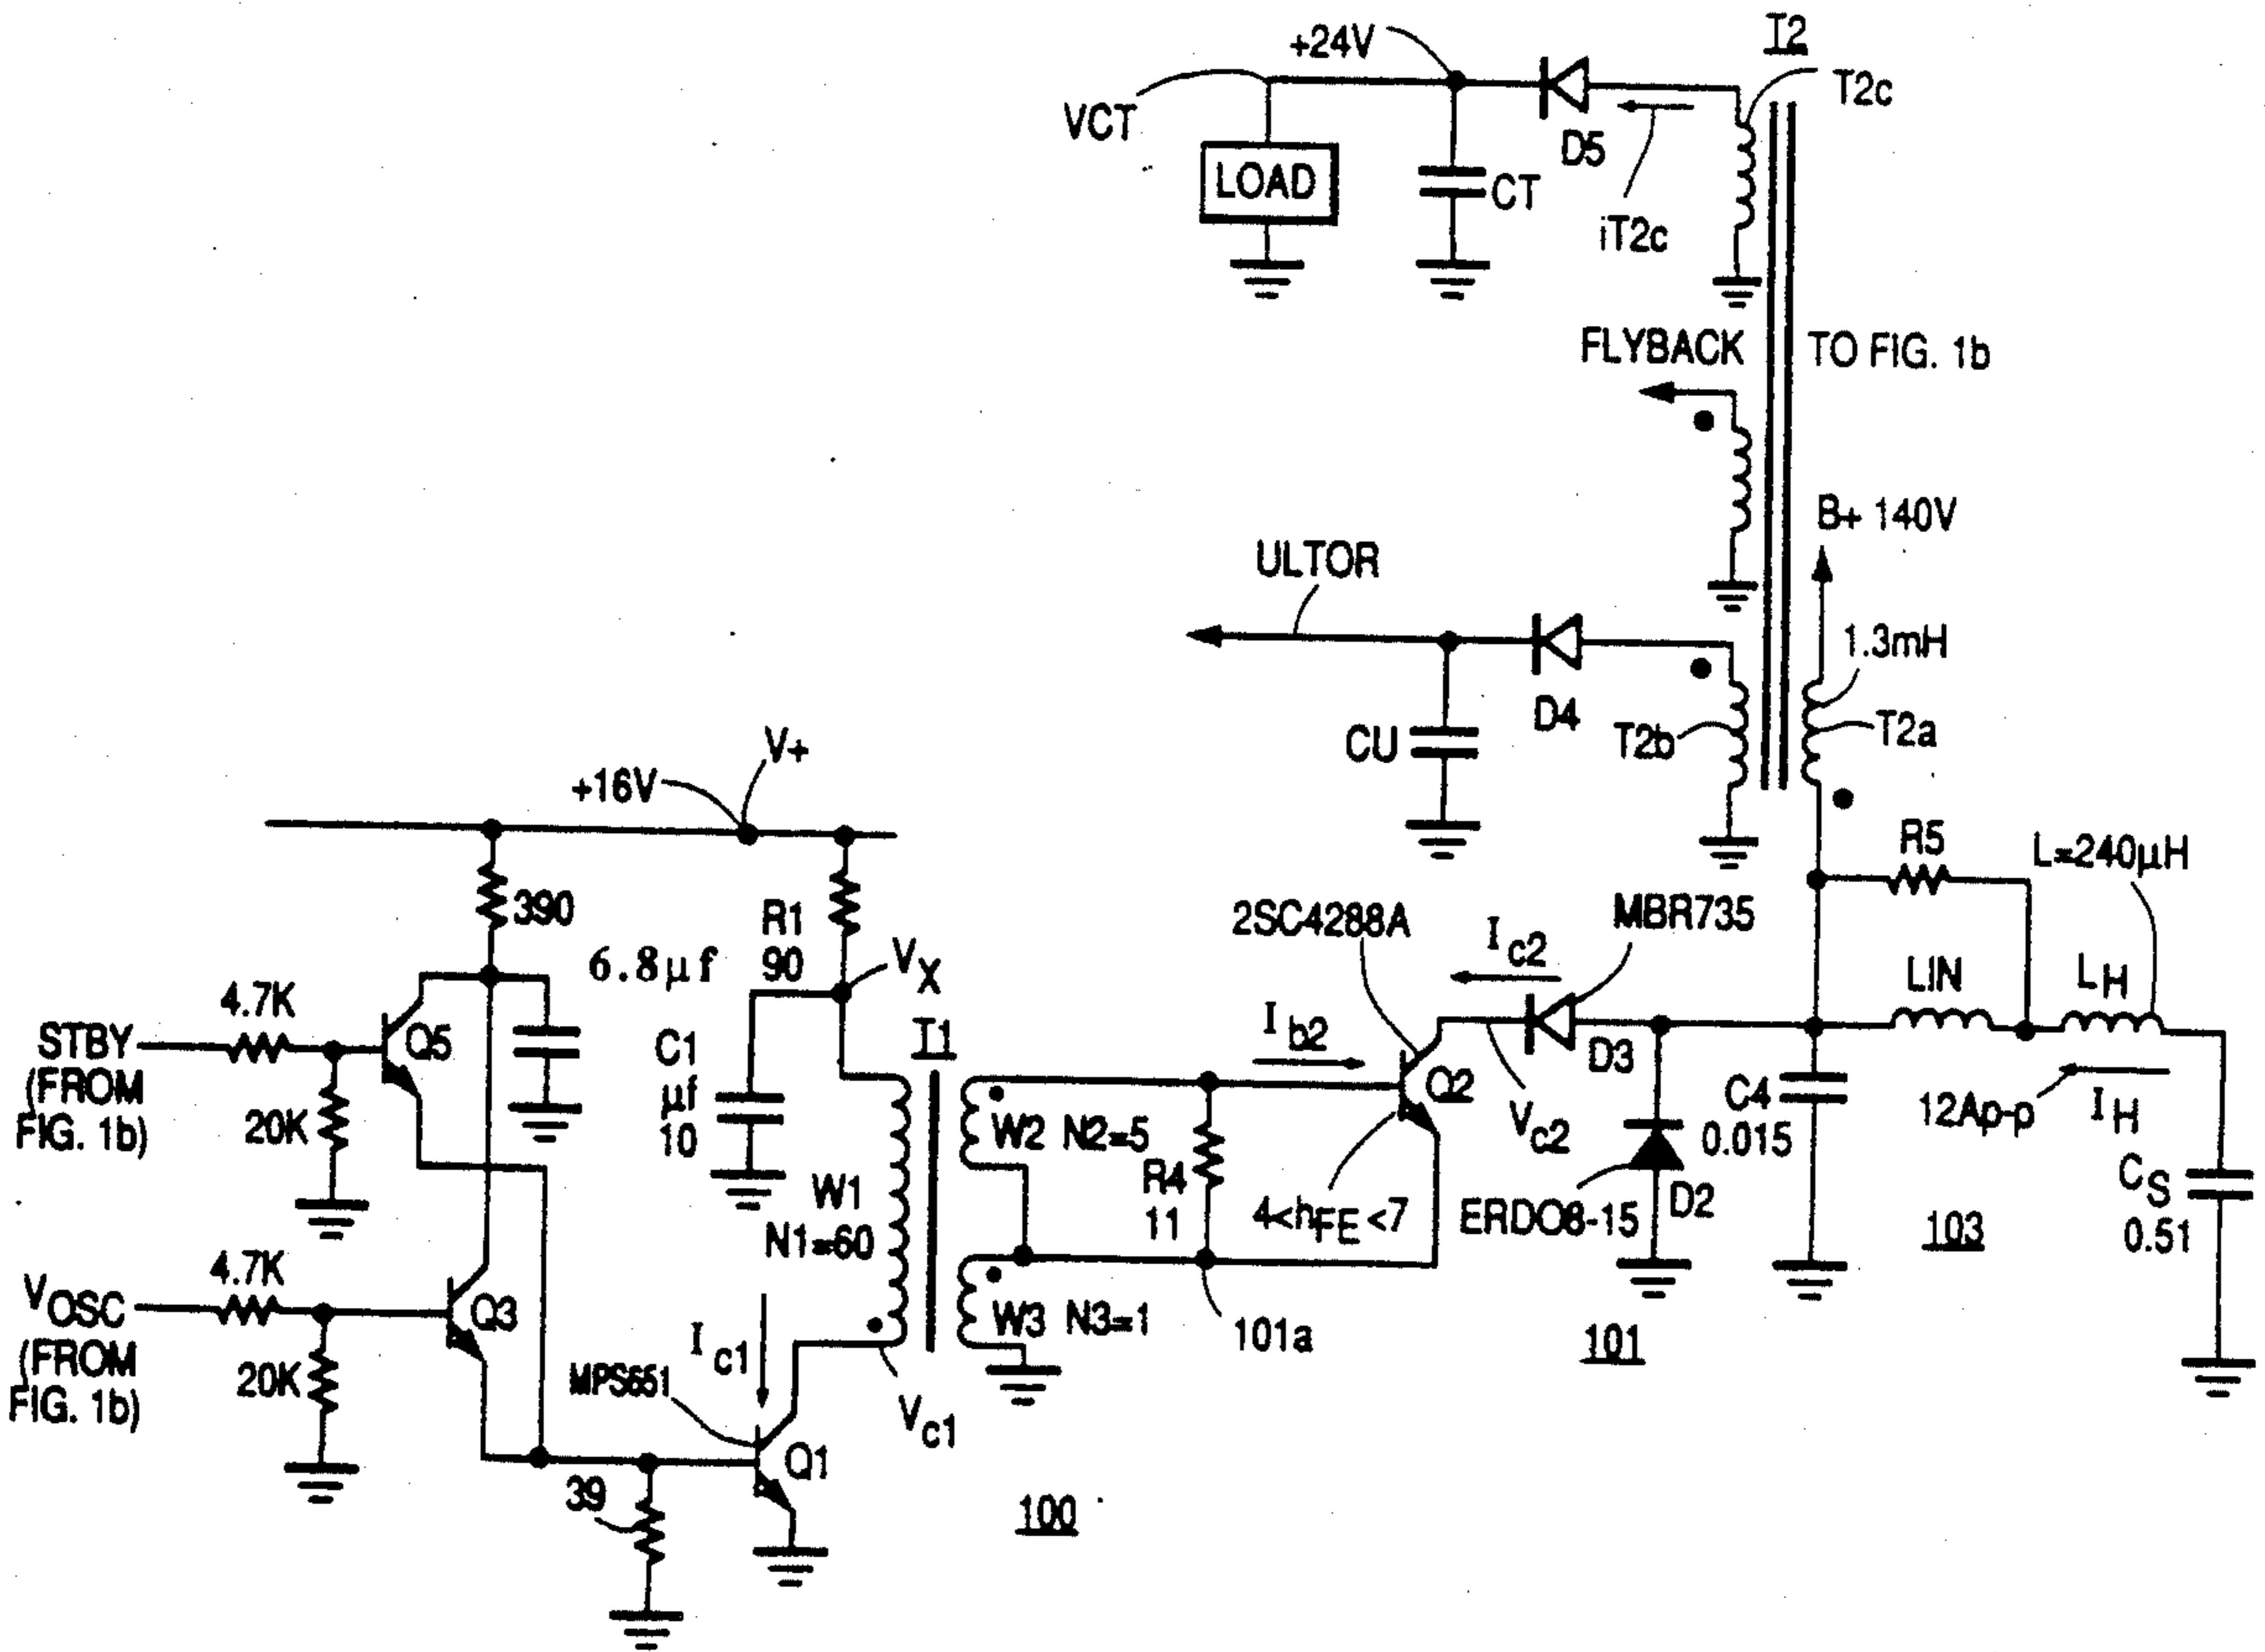 +24V
T2
T2c
VCT
D5
LOAD
CT
iT2c
FLYBACK
TO FIG. 1b
B+ 140V
ULTOR
1.3mH
D4
T2b
T2a
CU
V+
+16V
R5
L=240µH
390
R1
90
6.8µf
VX
2SC4288A
MBR735
Ic2
LIN
LH
4.7K
STBY
(FROM
FIG. 1b)
Q5
20K
C1
µf
10
T1
Ib2
Q2
D3
Vc2
C4
0.015
12Ap-p
IH
W2 N2=5
R4
11
W1
N1=60
4<hFE<7
ERD08-15
D2
CS
0.51
103
4.7K
VOSC
(FROM
FIG. 1b)
Q3
20K
W3 N3=1
101a
101
Ic1
MPS651
Vc1
Q1
39
100